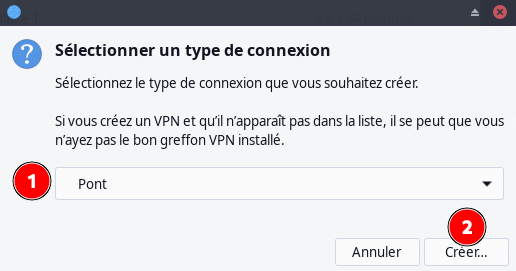 Sélectionner un type de connexion
Sélectionnez le type de connexion que vous souhaitez créer.
Si vous créez un VPN et qu’il n’apparaît pas dans la liste, il se peut que vous
n’ayez pas le bon greffon VPN installé.
1
Pont
2
Annuler
Créer...